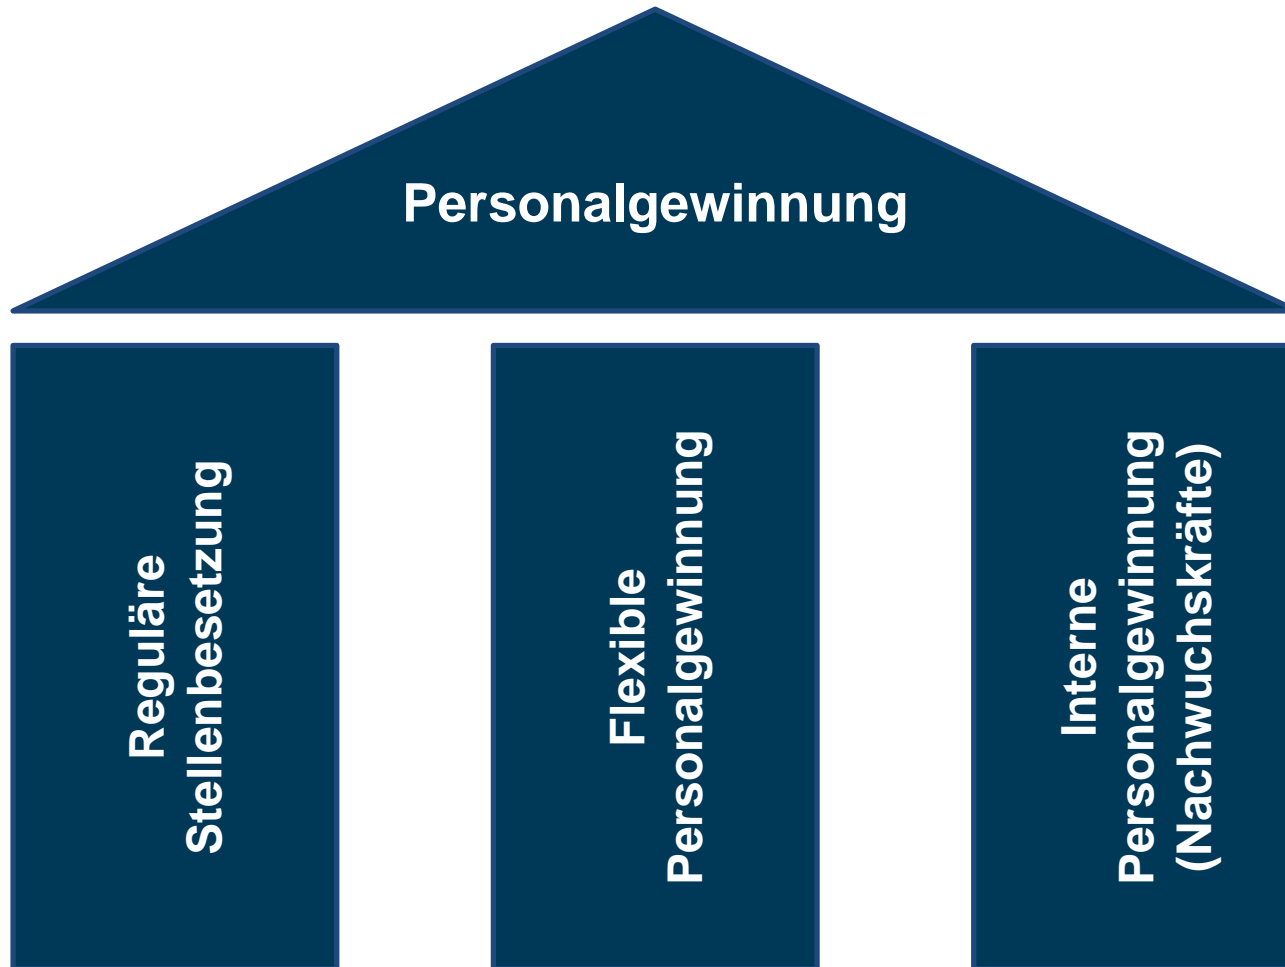 Personalgewinnung
Reguläre
Stellenbesetzung
Flexible
Personalgewinnung
Interne
Personalgewinnung
(Nachwuchskräfte)